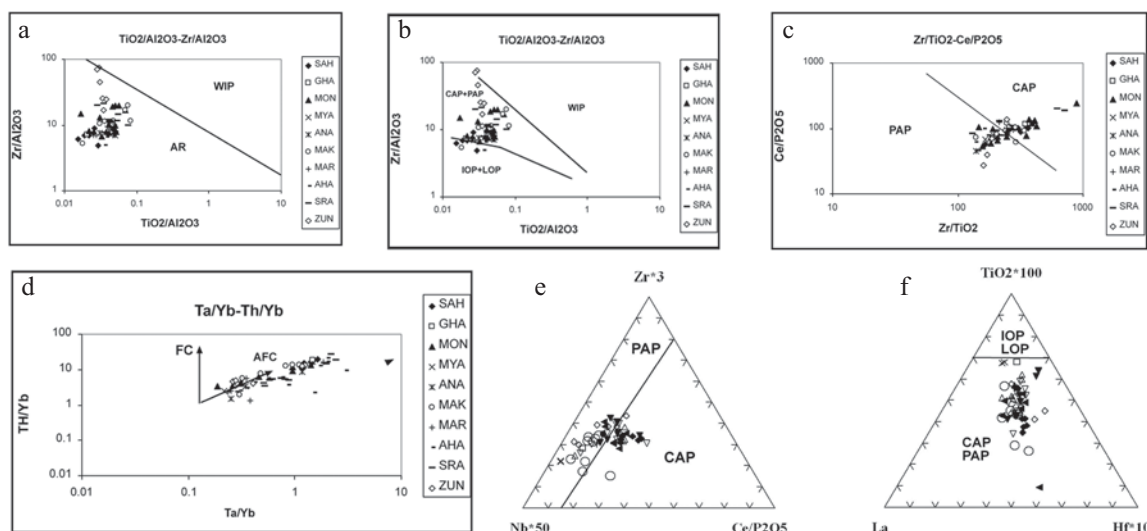 a
TiO2/Al2O3-Zr/Al2O3
Zr/Al2O3
100
10
1
WIP
AR
0.01
0.1
1
10
TiO2/Al2O3
SAH
GHA
MON
MYA
ANA
MAK
MAR
AHA
SRA
ZUN
b
TiO2/Al2O3-Zr/Al2O3
Zr/Al2O3
100
10
1
CAP+PAP
WIP
IOP+LOP
0.01
0.1
1
10
TiO2/Al2O3
SAH
GHA
MON
MYA
ANA
MAK
MAR
AHA
SRA
ZUN
c
Zr/TiO2-Ce/P2O5
Ce/P2O5
1000
100
10
CAP
PAP
10
100
1000
Zr/TiO2
SAH
GHA
MON
MYA
ANA
MAK
MAR
AHA
SRA
ZUN
d
Ta/Yb-Th/Yb
TH/Yb
100
10
1
0.1
0.01
FC
AFC
0.01
0.1
1
10
Ta/Yb
SAH
GHA
MON
MYA
ANA
MAK
MAR
AHA
SRA
ZUN
e
Zr*3
PAP
CAP
Nb*50
Ce/P2O5
f
TiO2*100
IOP
LOP
CAP
PAP
La
Hf*10